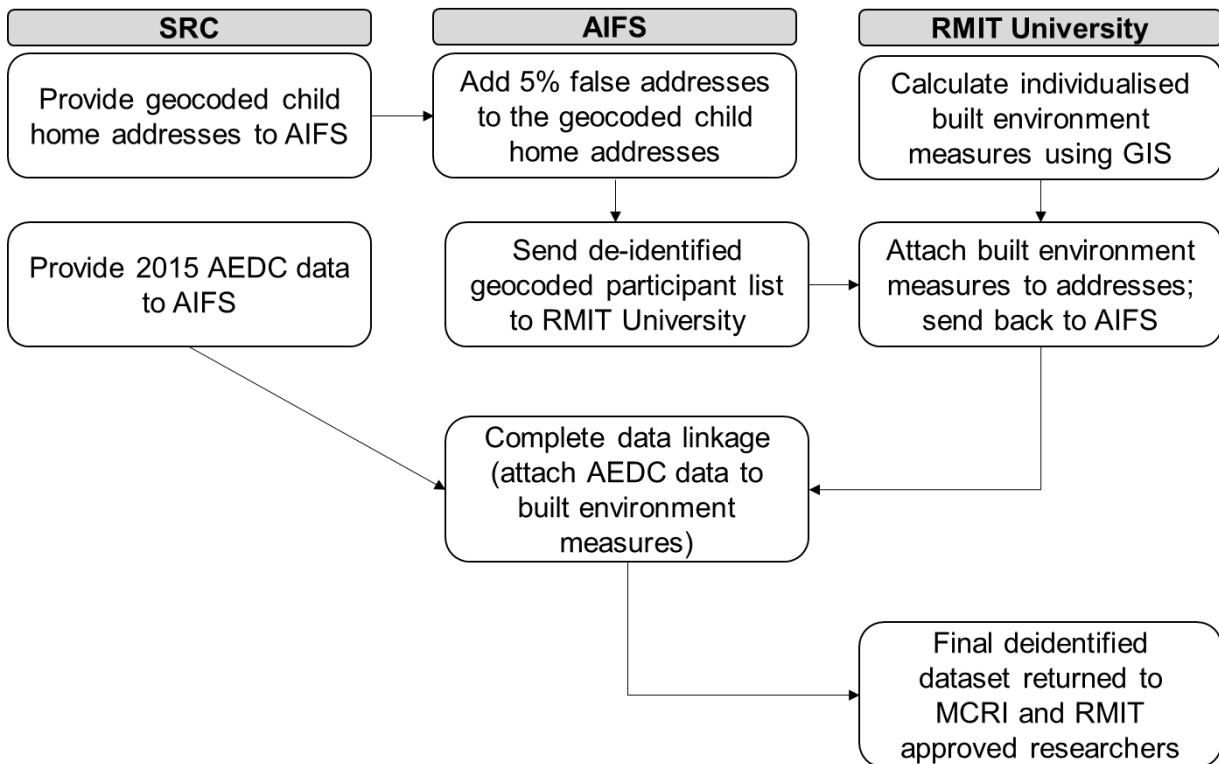 SRC
AIFS
RMIT University
Provide geocoded child
home addresses to AIFS
Add 5% false addresses
to the geocoded child
home addresses
Calculate individualised
built environment
measures using GIS
Provide 2015 AEDC data
to AIFS
Send de-identified
geocoded participant list
to RMIT University
Attach built environment
measures to addresses;
send back to AIFS
Complete data linkage
(attach AEDC data to
built environment
measures)
Final deidentified
dataset returned to
MCRI and RMIT
approved researchers